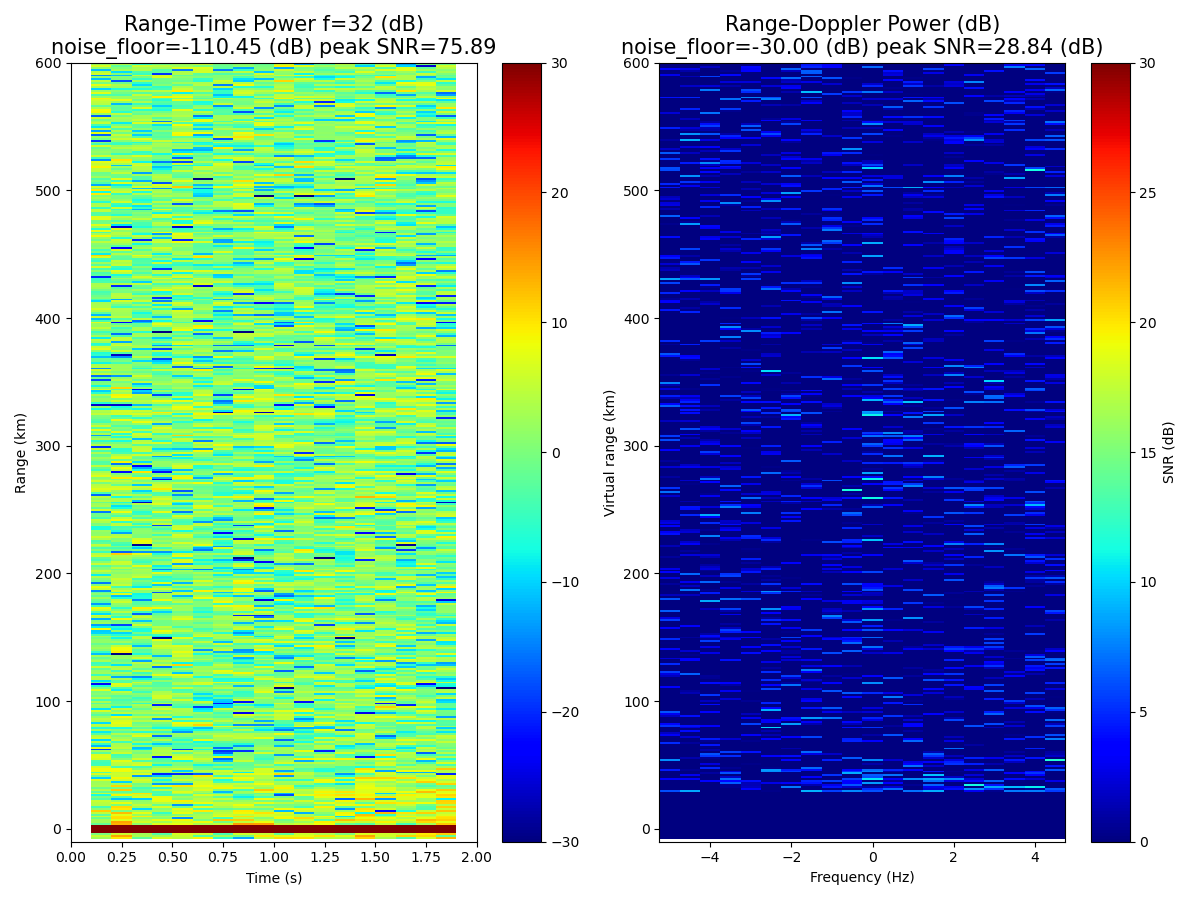 Range-Time Power f=32 (dB)
noise_floor=-110.45 (dB) peak SNR=75.89
600
500
400
300
200
100
0
Range (km)
0.00 0.25 0.50 0.75 1.00 1.25 1.50 1.75 2.00
Time (s)
30
20
10
0
−10
−20
−30
Range-Doppler Power (dB)
noise_floor=-30.00 (dB) peak SNR=28.84 (dB)
600
500
400
300
200
100
0
Virtual range (km)
−4 −2 0 2 4
Frequency (Hz)
30
25
20
15
10
5
0
SNR (dB)